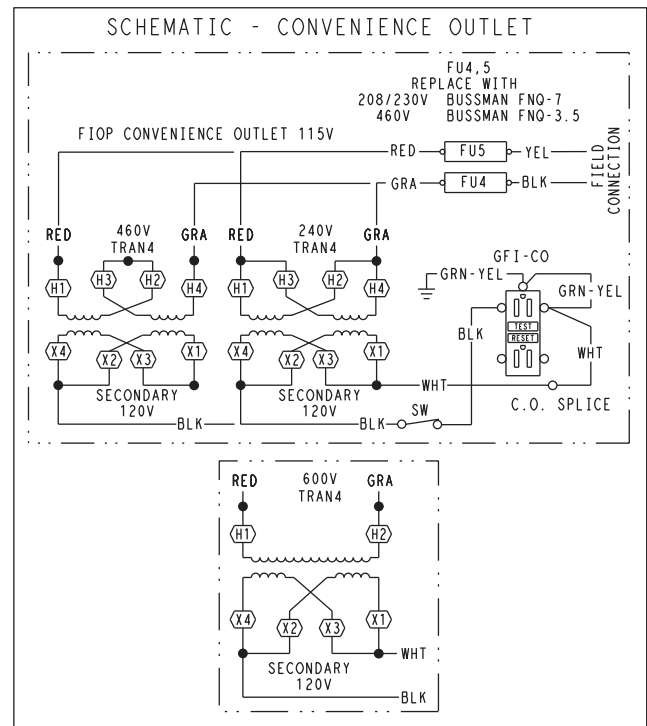 SCHEMATIC - CONVENIENCE OUTLET
FU4,5
REPLACE WITH
208/230V BUSSMAN FNQ-7
460V BUSSMAN FNQ-3.5
FIOP CONVENIENCE OUTLET 115V
RED FU5 YEL
GRA FU4 BLK
FIELD
CONNECTION
RED 460V GRA RED 240V GRA
TRAN4 TRAN4
H1 H3 H2 H4 H1 H3 H2 H4
GFI-CO
GRN-YEL
GRN-YEL
BLK
TEST
RESET
WHT
X4 X2 X3 X1 X4 X2 X3 X1
SECONDARY SECONDARY
120V 120V
WHT
C.O. SPLICE
BLK BLK SW
RED 600V GRA
TRAN4
H1 H2
X4 X2 X3 X1
WHT
SECONDARY
120V
BLK